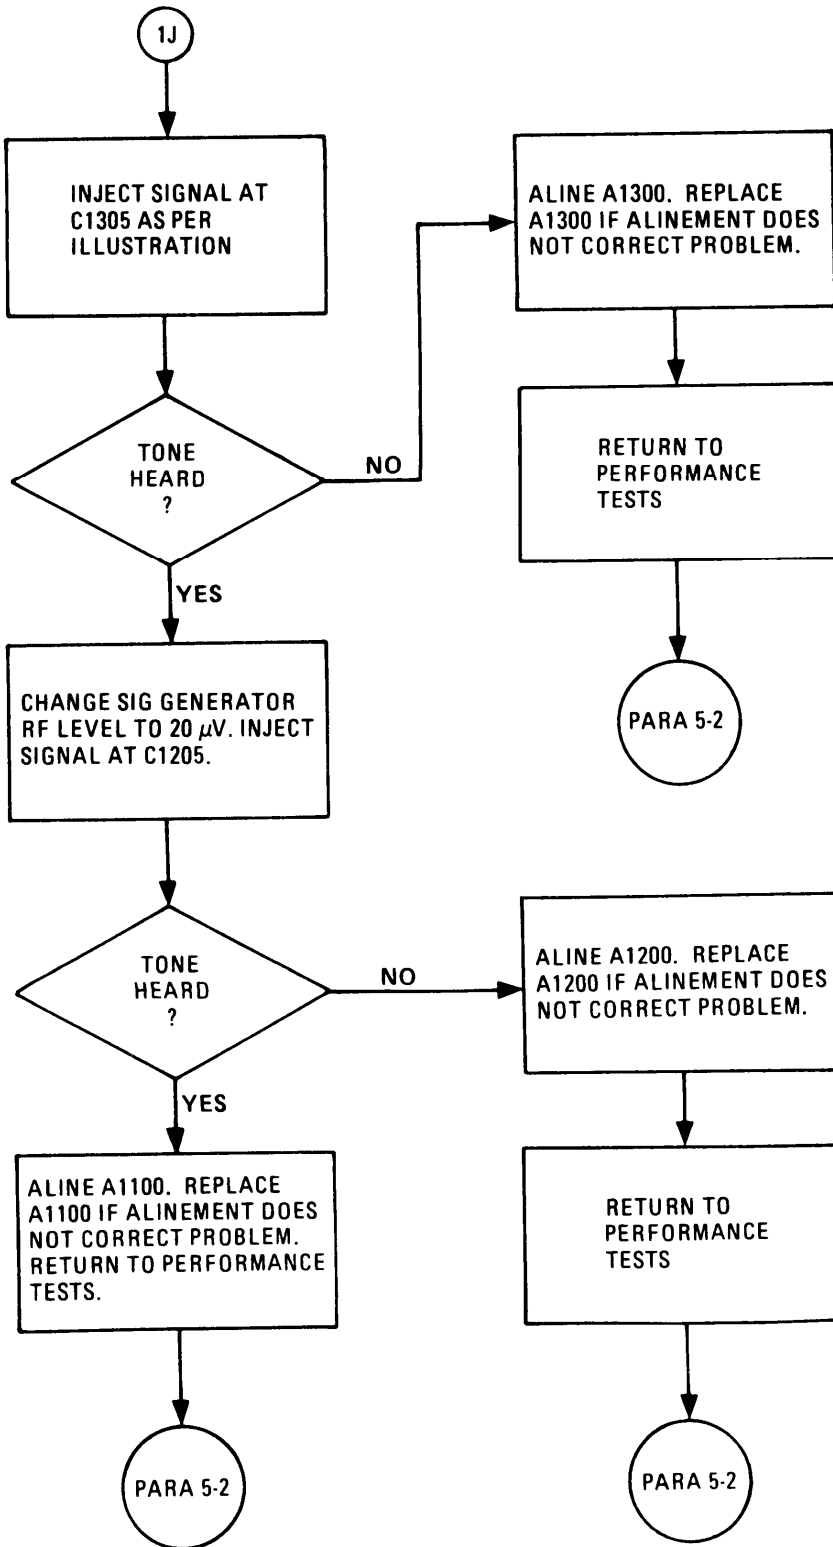 1J
INJECT SIGNAL AT
C1305 AS PER
ILLUSTRATION
ALINE A1300. REPLACE
A1300 IF ALINEMENT DOES
NOT CORRECT PROBLEM.
TONE
HEARD
?
NO
RETURN TO
PERFORMANCE
TESTS
YES
CHANGE SIG GENERATOR
RF LEVEL TO 20 μV. INJECT
SIGNAL AT C1205.
PARA 5-2
TONE
HEARD
?
NO
ALINE A1200. REPLACE
A1200 IF ALINEMENT DOES
NOT CORRECT PROBLEM.
YES
ALINE A1100. REPLACE
A1100 IF ALINEMENT DOES
NOT CORRECT PROBLEM.
RETURN TO PERFORMANCE
TESTS.
RETURN TO
PERFORMANCE
TESTS
PARA 5-2
PARA 5-2